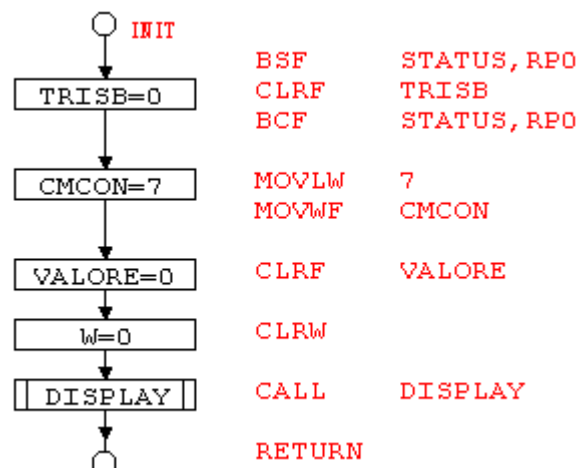 INIT
BSF STATUS,RP0
TRISB=0 CLRF TRISB
BCF STATUS,RP0
CMCON=7 MOVLW 7
MOVWF CMCON
VALORE=0 CLRF VALORE
W=0 CLRW
DISPLAY CALL DISPLAY
RETURN